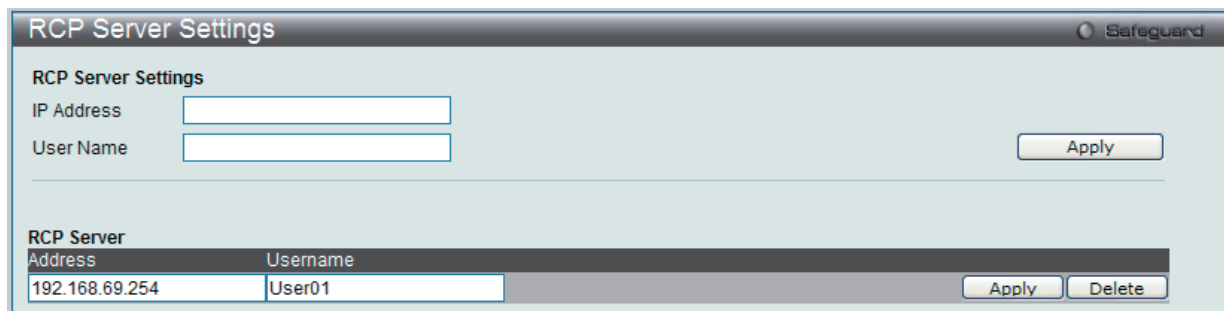 RCP Server Settings Safeguard
RCP Server Settings
IP Address
User Name Apply
RCP Server
Address Username
192.168.69.254 User01 Apply Delete